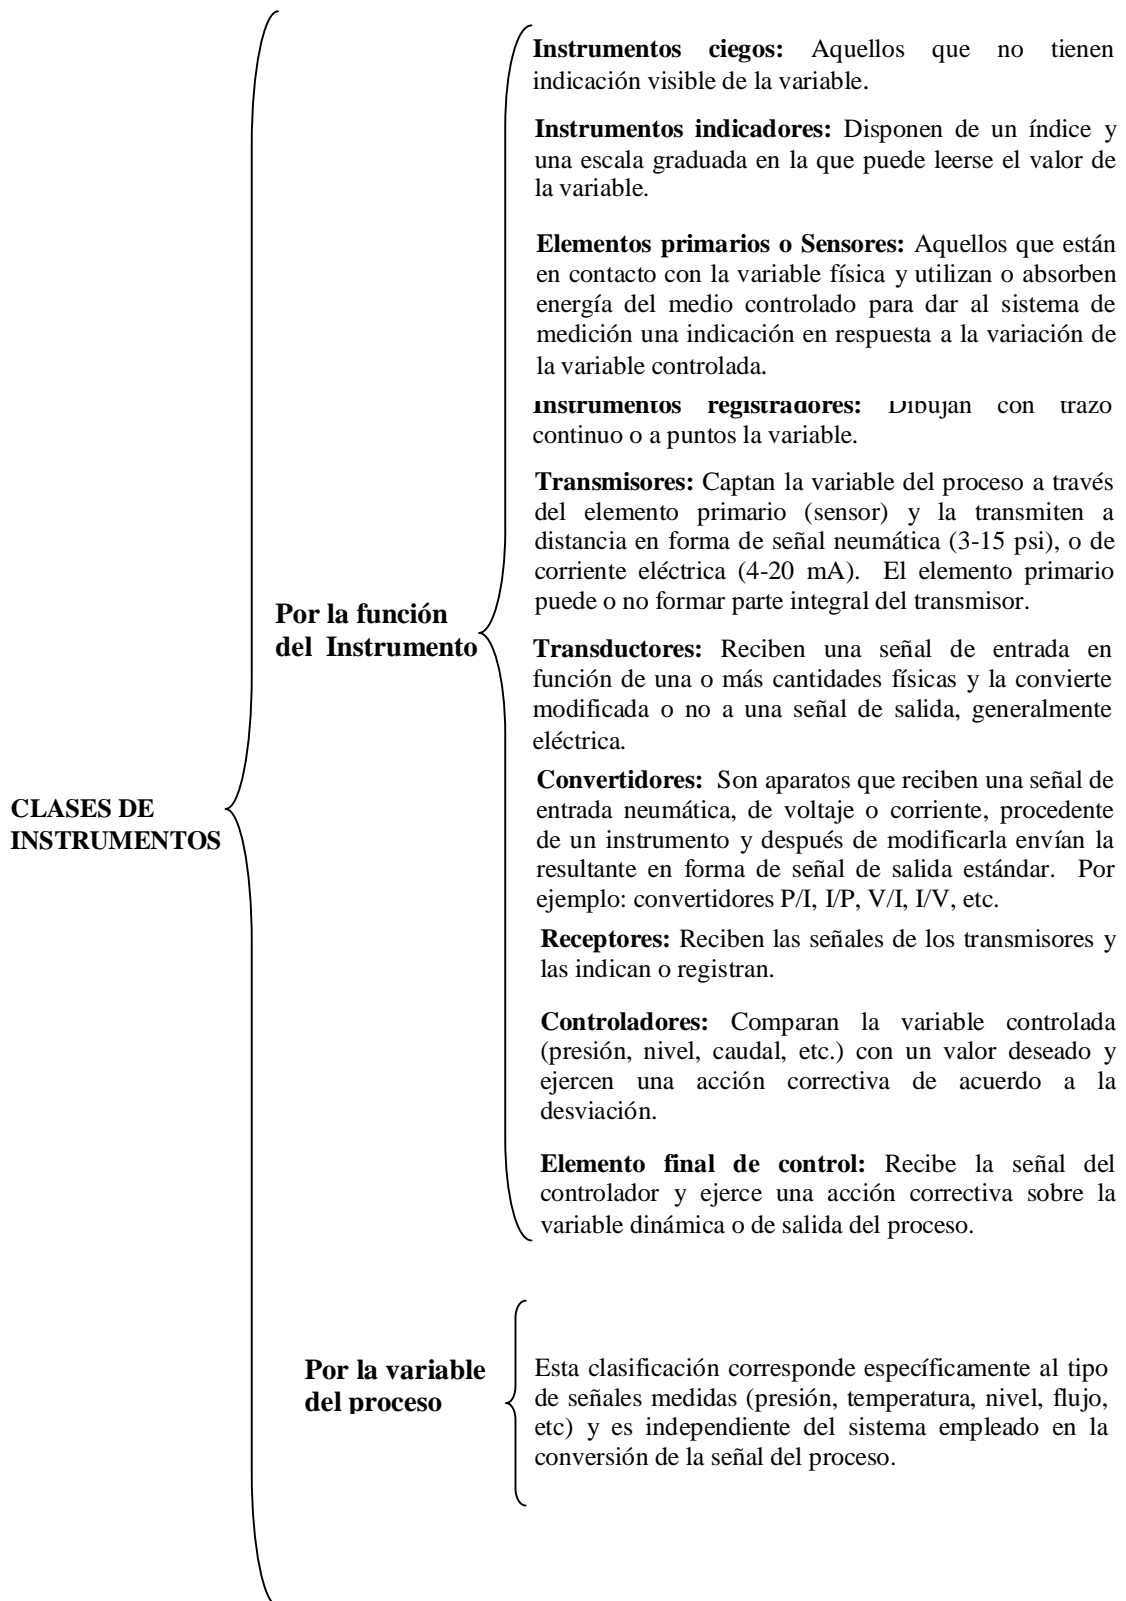 Instrumentos ciegos: Aquellos que no tienen
indicación visible de la variable.
Instrumentos indicadores: Disponen de un índice y
una escala graduada en la que puede leerse el valor de
la variable.
Elementos primarios o Sensores: Aquellos que están
en contacto con la variable física y utilizan o absorben
energía del medio controlado para dar al sistema de
medición una indicación en respuesta a la variación de
la variable controlada.
Instrumentos registradores: Dibujan con trazo
continuo o a puntos la variable.
Transmisores: Captan la variable del proceso a través
del elemento primario (sensor) y la transmiten a
distancia en forma de señal neumática (3-15 psi), o de
corriente eléctrica (4-20 mA). El elemento primario
puede o no formar parte integral del transmisor.
Por la función
del Instrumento
Transductores: Reciben una señal de entrada en
función de una o más cantidades físicas y la convierte
modificada o no a una señal de salida, generalmente
eléctrica.
CLASES DE
INSTRUMENTOS
Convertidores: Son aparatos que reciben una señal de
entrada neumática, de voltaje o corriente, procedente
de un instrumento y después de modificarla envían la
resultante en forma de señal de salida estándar. Por
ejemplo: convertidores P/I, I/P, V/I, I/V, etc.
Receptores: Reciben las señales de los transmisores y
las indican o registran.
Controladores: Comparan la variable controlada
(presión, nivel, caudal, etc.) con un valor deseado y
ejercen una acción correctiva de acuerdo a la
desviación.
Elemento final de control: Recibe la señal del
controlador y ejerce una acción correctiva sobre la
variable dinámica o de salida del proceso.
Por la variable
del proceso
Esta clasificación corresponde específicamente al tipo
de señales medidas (presión, temperatura, nivel, flujo,
etc) y es independiente del sistema empleado en la
conversión de la señal del proceso.